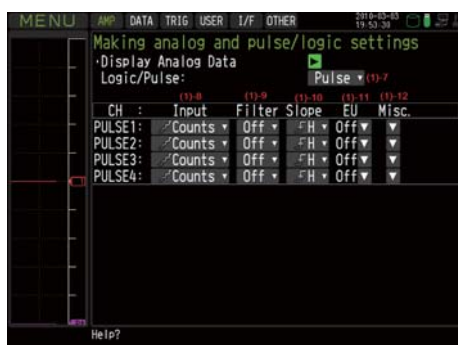 MENU AMP DATA TRIG USER I/F OTHER 2010-03-03
19 53 30
Making analog and pulse/logic settings
·Display Analog Data
Logic/Pulse: Pulse (1)-7
(1)-8 (1)-9 (1)-10 (1)-11 (1)-12
CH : Input Filter Slope EU Misc.
PULSE1: Counts Off H Off
PULSE2: Counts Off H Off
PULSE3: Counts Off H Off
PULSE4: Counts Off H Off
Help?